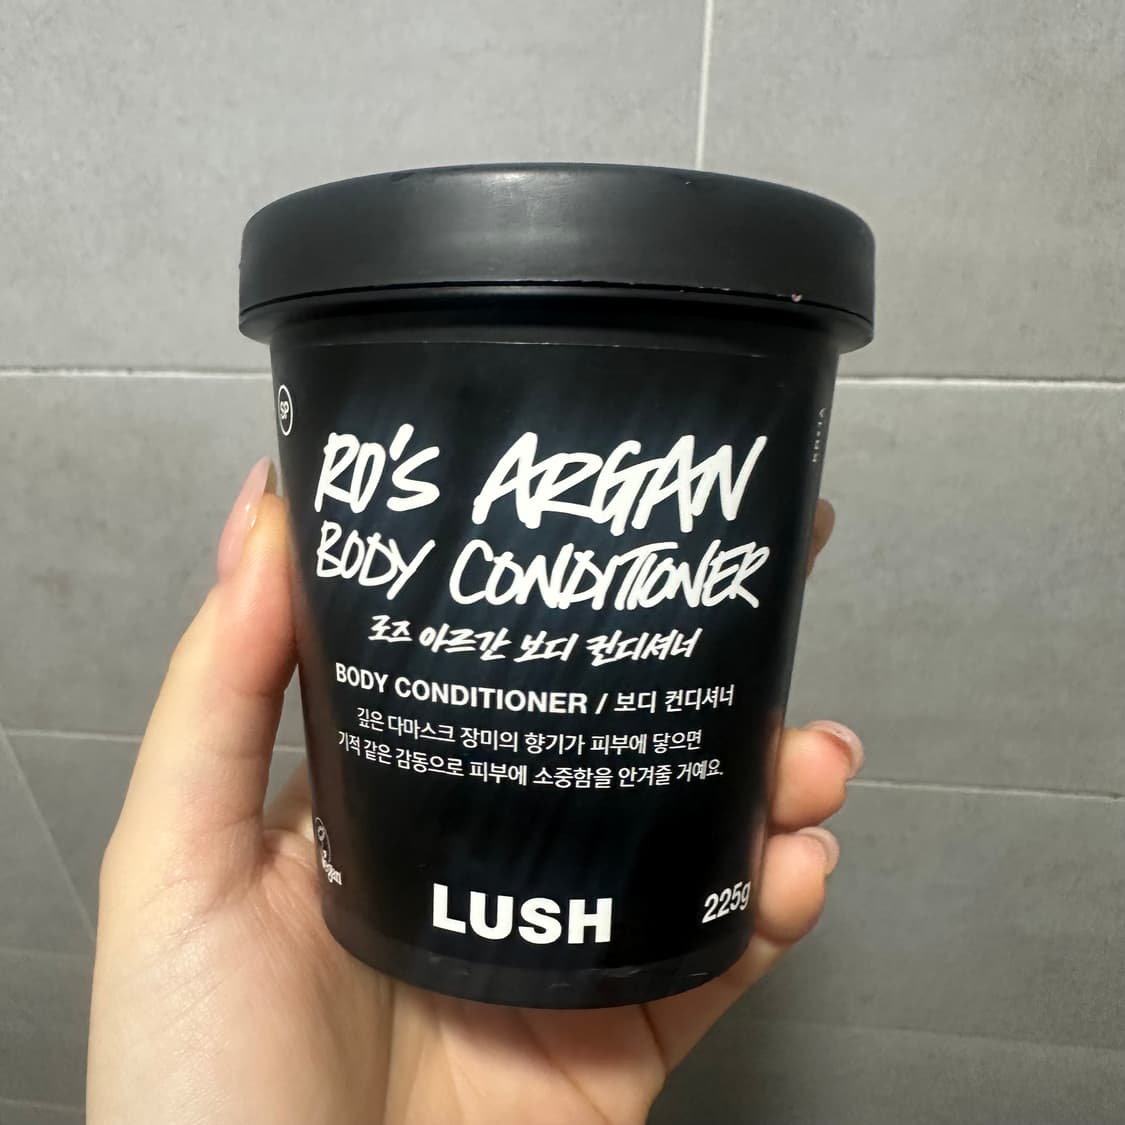 SP
RO'S ARGAN
BODY CONDITIONER
로즈 아르간 보디 컨디셔너
BODY CONDITIONER / 보디 컨디셔너
깊은 다마스크 장미의 향기가 피부에 닿으면
기적 같은 감동으로 피부에 소중함을 안겨줄 거예요.
Vegan
LUSH
225g